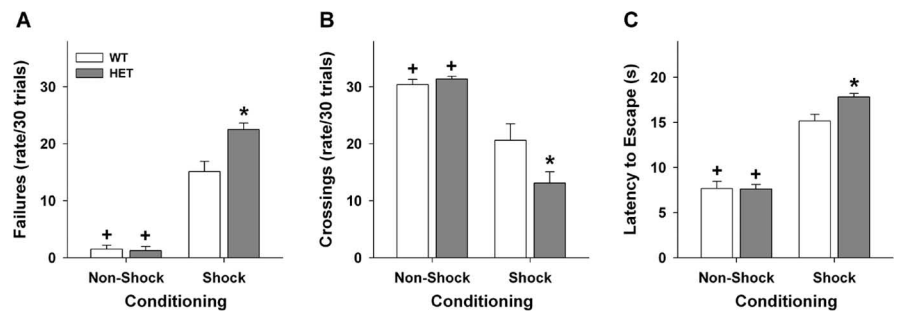 A
Failures (rate/30 trials)
30
20
10
0
WT
HET
+
+
*
Non-Shock
Shock
Conditioning
B
Crossings (rate/30 trials)
30
20
10
0
+
+
*
Non-Shock
Shock
Conditioning
C
Latency to Escape (s)
20
15
10
5
0
+
+
*
Non-Shock
Shock
Conditioning